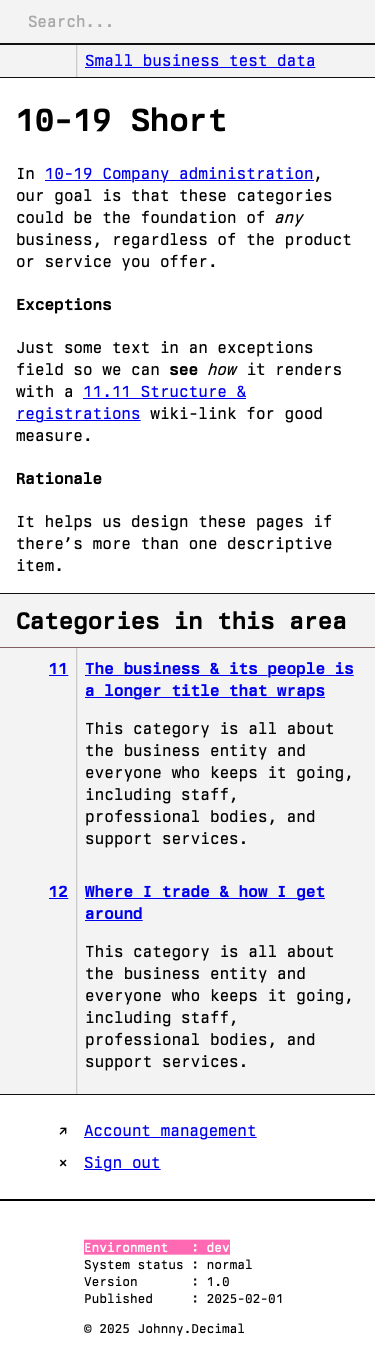 Search...
Small business test data
10-19 Short
In 10-19 Company administration,
our goal is that these categories
could be the foundation of any
business, regardless of the product
or service you offer.
Exceptions
Just some text in an exceptions
field so we can see how it renders
with a 11.11 Structure &
registrations wiki-link for good
measure.
Rationale
It helps us design these pages if
there’s more than one descriptive
item.
Categories in this area
11 The business & its people is
a longer title that wraps
This category is all about
the business entity and
everyone who keeps it going,
including staff,
professional bodies, and
support services.
12 Where I trade & how I get
around
This category is all about
the business entity and
everyone who keeps it going,
including staff,
professional bodies, and
support services.
↗ Account management
× Sign out
Environment : dev
System status : normal
Version : 1.0
Published : 2025-02-01
© 2025 Johnny.Decimal